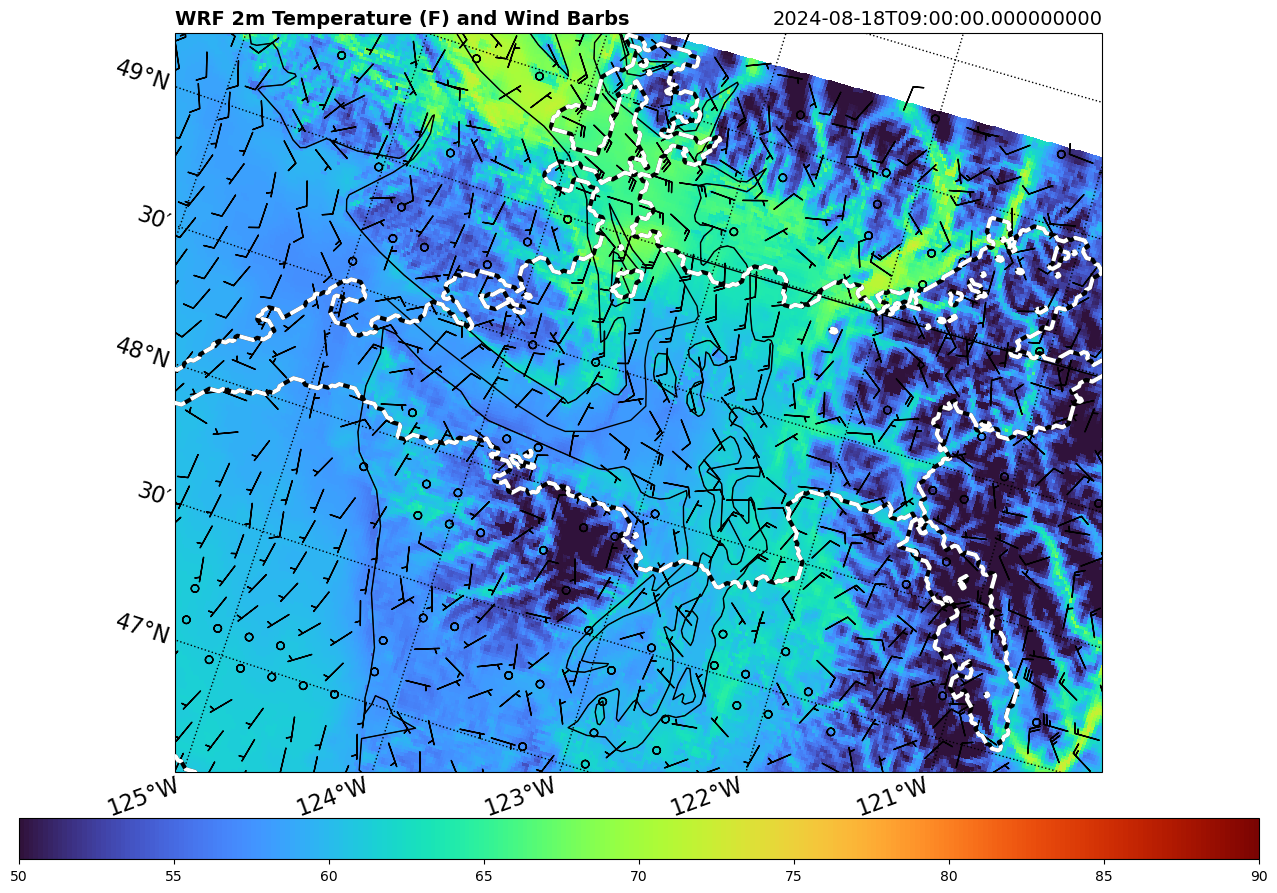 WRF 2m Temperature (F) and Wind Barbs
2024-08-18T09:00:00.000000000
49°N
30′
48°N
30′
47°N
125°W
124°W
123°W
122°W
121°W
50
55
60
65
70
75
80
85
90